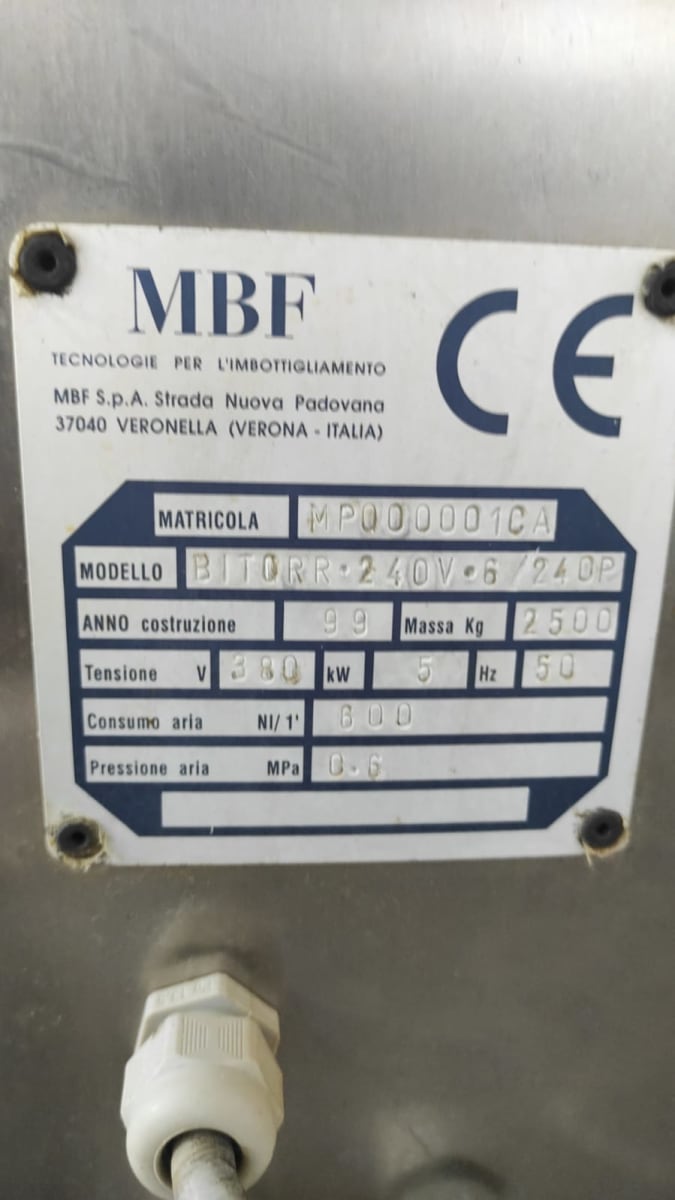 MBF
CE
TECNOLOGIE PER L'IMBOTTIGLIAMENTO
MBF S.p.A. Strada Nuova Padovana
37040 VERONELLA (VERONA - ITALIA)
MATRICOLA MP000001CA
MODELLO BITORR·240V·6/240P
ANNO costruzione 99 Massa Kg 2500
Tensione V 380 kW 5 Hz 50
Consumo aria Nl/1' 600
Pressione aria MPa 0.6